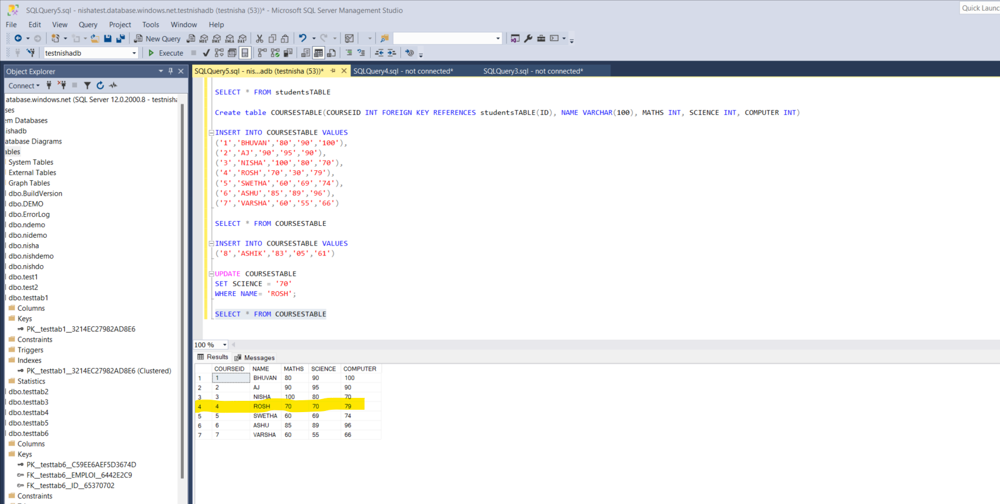 SQLQuery5.sql - nishatest.database.windows.net.testnishadb (testnisha (53))* - Microsoft SQL Server Management Studio
Quick Launc
File Edit View Query Project Tools Window Help
New Query MDX DMX XMLA DAX
testnishadb Execute
Object Explorer
Connect
atabase.windows.net (SQL Server 12.0.2000.8 - testnisha
ses
em Databases
ishadb
atabase Diagrams
ables
System Tables
External Tables
Graph Tables
dbo.BuildVersion
dbo.DEMO
dbo.ErrorLog
dbo.ndemo
dbo.nidemo
dbo.nisha
dbo.nishdemo
dbo.nishdo
dbo.test1
dbo.test2
dbo.testtab1
Columns
Keys
PK__testtab1__3214EC27982AD8E6
Constraints
Triggers
Indexes
PK__testtab1__3214EC27982AD8E6 (Clustered)
Statistics
dbo.testtab2
dbo.testtab3
dbo.testtab4
dbo.testtab5
dbo.testtab6
Columns
Keys
PK__testtab6__C59EE6AEF5D3674D
FK__testtab6__EMPLOI__6442E2C9
FK__testtab6__ID__65370702
Constraints
SQLQuery5.sql - nis...adb (testnisha (53))* SQLQuery4.sql - not connected* SQLQuery3.sql - not connected*
SELECT * FROM studentsTABLE
Create table COURSESTABLE(COURSEID INT FOREIGN KEY REFERENCES studentsTABLE(ID), NAME VARCHAR(100), MATHS INT, SCIENCE INT, COMPUTER INT)
INSERT INTO COURSESTABLE VALUES
('1','BHUVAN','80','90','100'),
('2','AJ','90','95','90'),
('3','NISHA','100','80','70'),
('4','ROSH','70','30','79'),
('5','SWETHA','60','69','74'),
('6','ASHU','85','89','96'),
('7','VARSHA','60','55','66')
SELECT * FROM COURSESTABLE
INSERT INTO COURSESTABLE VALUES
('8','ASHIK','83','05','61')
UPDATE COURSESTABLE
SET SCIENCE = '70'
WHERE NAME= 'ROSH';
SELECT * FROM COURSESTABLE
100 %
Results Messages
COURSEID NAME MATHS SCIENCE COMPUTER
1 1 BHUVAN 80 90 100
2 2 AJ 90 95 90
3 3 NISHA 100 80 70
4 4 ROSH 70 70 79
5 5 SWETHA 60 69 74
6 6 ASHU 85 89 96
7 7 VARSHA 60 55 66